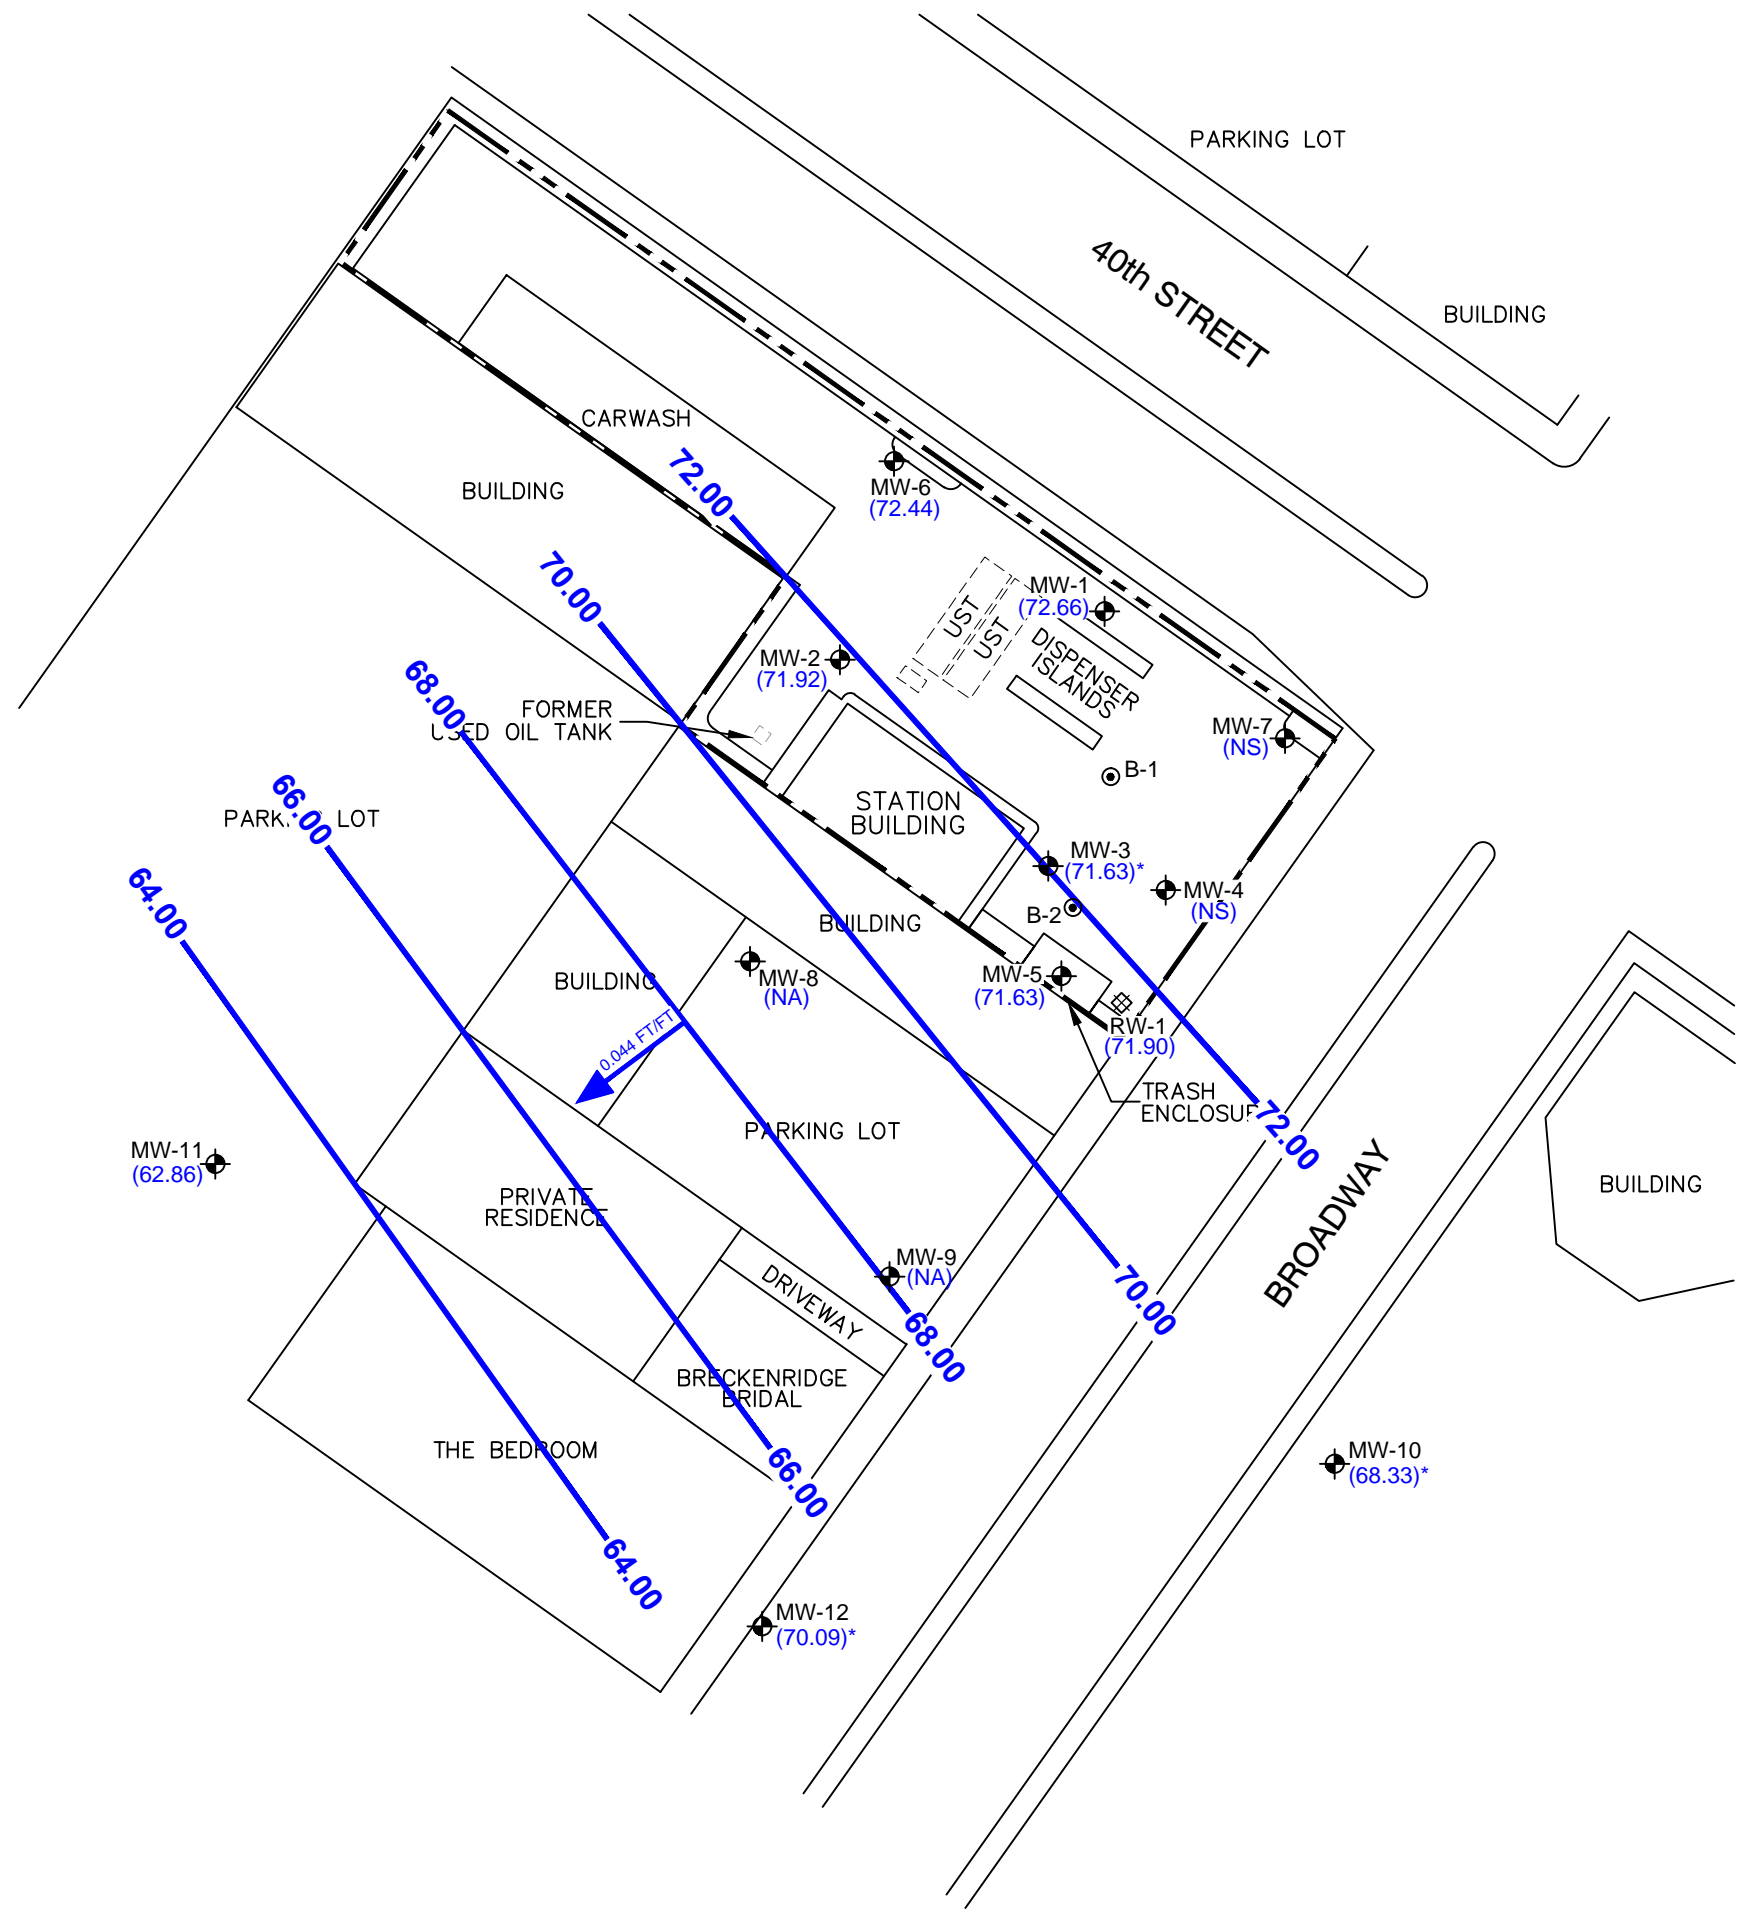 PARKING LOT
40th STREET
BUILDING
CARWASH
72.00
MW-6
(72.44)
BUILDING
70.00
MW-1
(72.66)
UST
UST
DISPENSER
ISLANDS
MW-2
(71.92)
68.00
FORMER
USED OIL TANK
MW-7
(NS)
B-1
66.00
PARKING LOT
STATION
BUILDING
MW-3
(71.63)*
MW-4
(NS)
64.00
B-2
BUILDING
BUILDING
MW-8
(NA)
MW-5
(71.63)
RW-1
(71.90)
0.044 FT/FT
TRASH
ENCLOSUR
72.00
PARKING LOT
MW-11
(62.86)
BROADWAY
BUILDING
PRIVATE
RESIDENCE
MW-9
(NA)
70.00
DRIVEWAY
68.00
BRECKENRIDGE
BRIDAL
THE BEDROOM
66.00
MW-10
(68.33)*
64.00
MW-12
(70.09)*